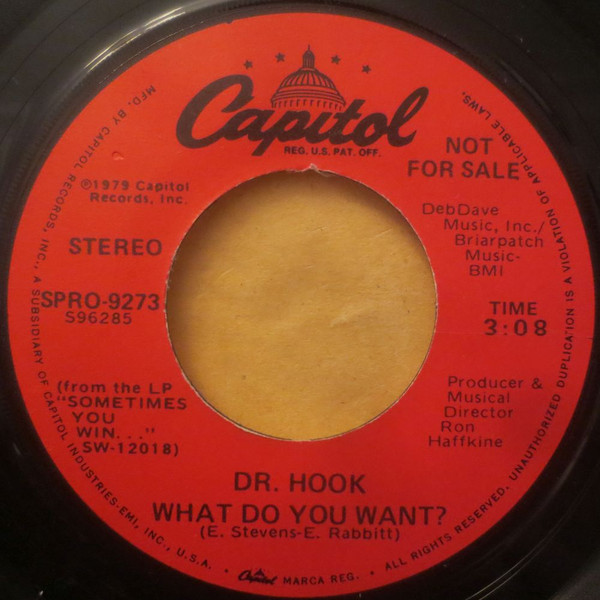 Capitol
REG. U.S. PAT. OFF.
NOT
FOR SALE
℗1979 Capitol
Records, Inc.
DebDave
Music, Inc./
Briarpatch
Music-
BMI
STEREO
SPRO-9273
S96285
TIME
3:08
(from the LP
"SOMETIMES
YOU
WIN..."
SW-12018)
Producer &
Musical
Director
Ron
Haffkine
DR. HOOK
WHAT DO YOU WANT?
(E. Stevens-E. Rabbitt)
MFD. BY CAPITOL RECORDS, INC., A SUBSIDIARY OF CAPITOL INDUSTRIES-EMI, INC., U.S.A. • Capitol MARCA REG. • ALL RIGHTS RESERVED. UNAUTHORIZED DUPLICATION IS A VIOLATION OF APPLICABLE LAWS.